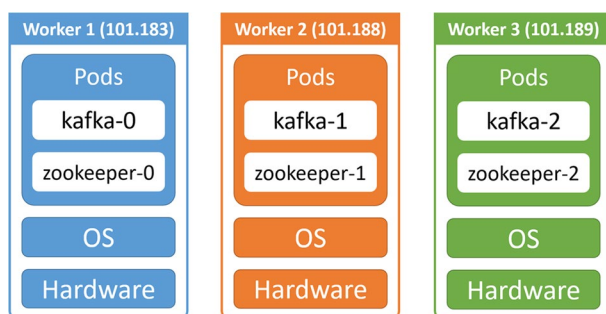 Worker 1 (101.183)
Pods
kafka-0
zookeeper-0
OS
Hardware
Worker 2 (101.188)
Pods
kafka-1
zookeeper-1
OS
Hardware
Worker 3 (101.189)
Pods
kafka-2
zookeeper-2
OS
Hardware